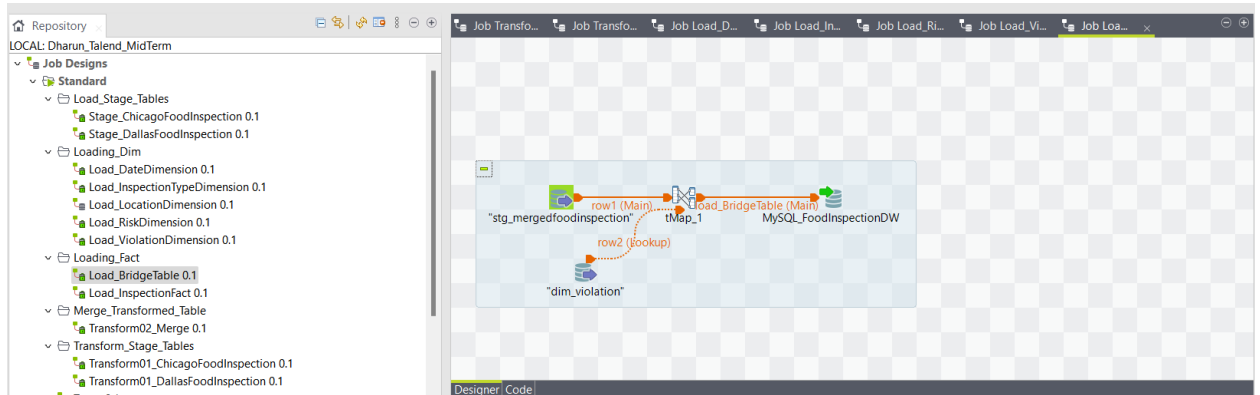 Repository
LOCAL: Dharun_Talend_MidTerm
Job Designs
Standard
Load_Stage_Tables
Stage_ChicagoFoodInspection 0.1
Stage_DallasFoodInspection 0.1
Loading_Dim
Load_DateDimension 0.1
Load_InspectionTypeDimension 0.1
Load_LocationDimension 0.1
Load_RiskDimension 0.1
Load_ViolationDimension 0.1
Loading_Fact
Load_BridgeTable 0.1
Load_InspectionFact 0.1
Merge_Transformed_Table
Transform02_Merge 0.1
Transform_Stage_Tables
Transform01_ChicagoFoodInspection 0.1
Transform01_DallasFoodInspection 0.1
Job Transfo... Job Transfo... Job Load_D... Job Load_In... Job Load_Ri... Job Load_Vi... Job Loa...
row1 (Main) load_BridgeTable (Main)
"stg_mergedfoodinspection" tMap_1 MySQL_FoodInspectionDW
row2 (Lookup)
"dim_violation"
Designer Code